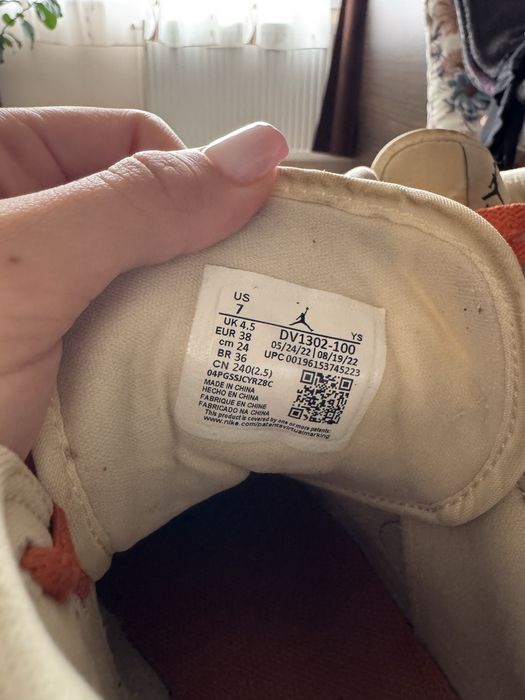 US
7
UK 4.5
EUR 38
cm 24
BR 36
CN 240(2.5)
YS
DV1302-100
05/24/22 08/19/22
UPC 00196153745223
04PGSSJCYRZ8C
MADE IN CHINA
HECHO EN CHINA
FABRIQUE EN CHINE
FABRICADO NA CHINA
This product is covered by one or more patents:
www.nike.com/patentsvirtualmarking